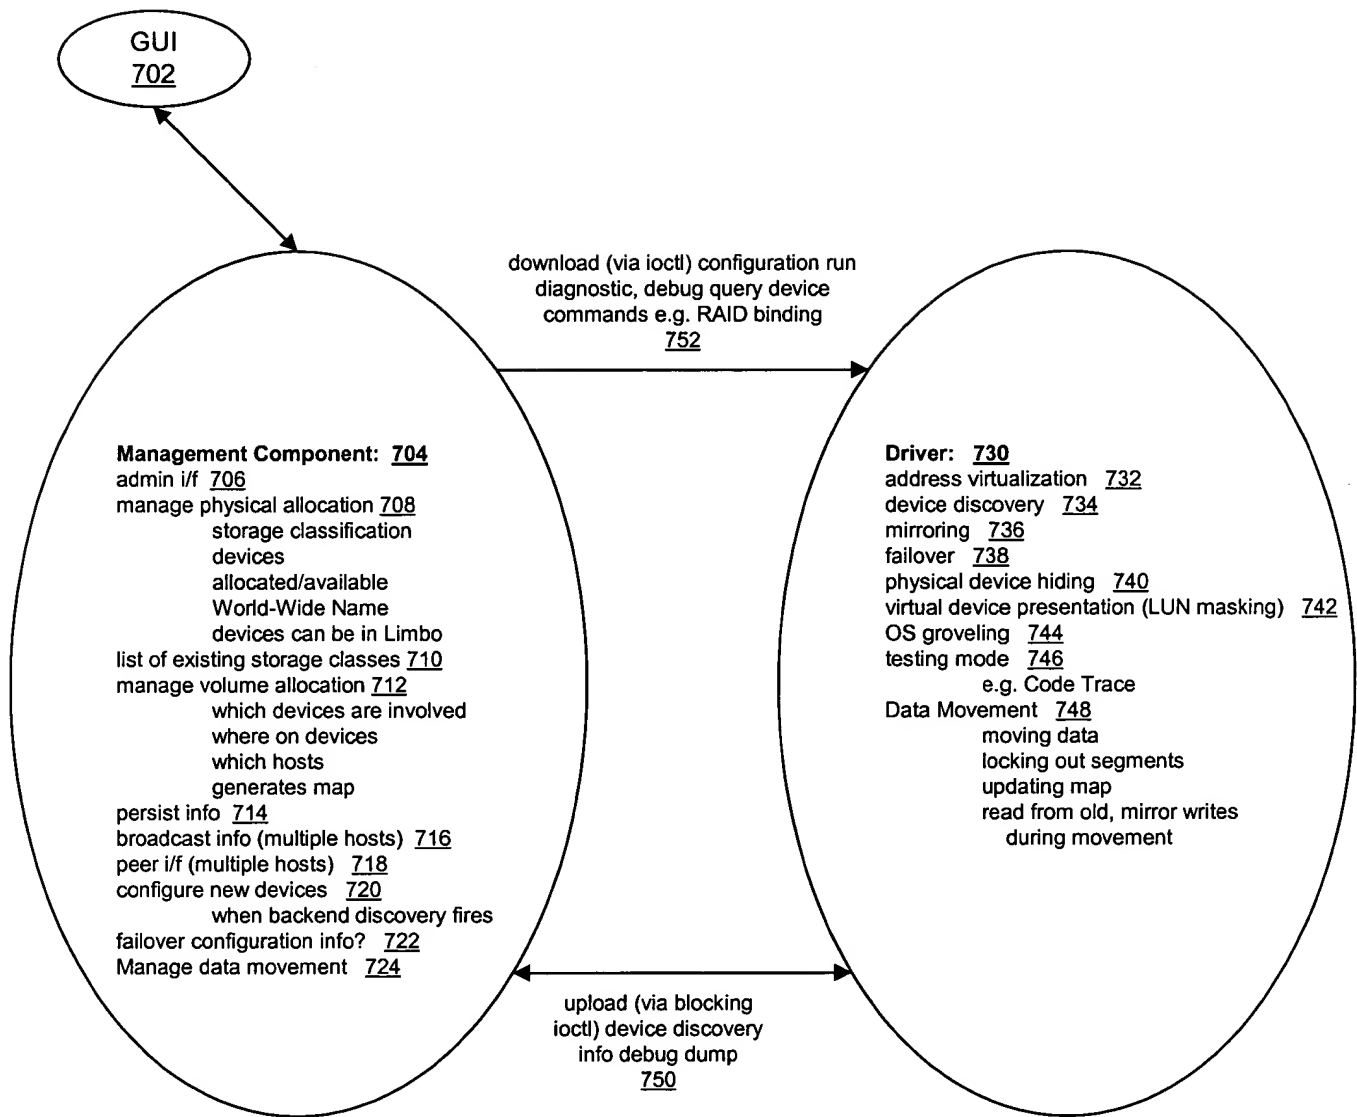 GUI
702
download (via ioctl) configuration run
diagnostic, debug query device
commands e.g. RAID binding
752
Management Component: 704
admin i/f 706
manage physical allocation 708
storage classification
devices
allocated/available
World-Wide Name
devices can be in Limbo
list of existing storage classes 710
manage volume allocation 712
which devices are involved
where on devices
which hosts
generates map
persist info 714
broadcast info (multiple hosts) 716
peer i/f (multiple hosts) 718
configure new devices 720
when backend discovery fires
failover configuration info? 722
Manage data movement 724
Driver: 730
address virtualization 732
device discovery 734
mirroring 736
failover 738
physical device hiding 740
virtual device presentation (LUN masking) 742
OS groveling 744
testing mode 746
e.g. Code Trace
Data Movement 748
moving data
locking out segments
updating map
read from old, mirror writes
during movement
upload (via blocking
ioctl) device discovery
info debug dump
750